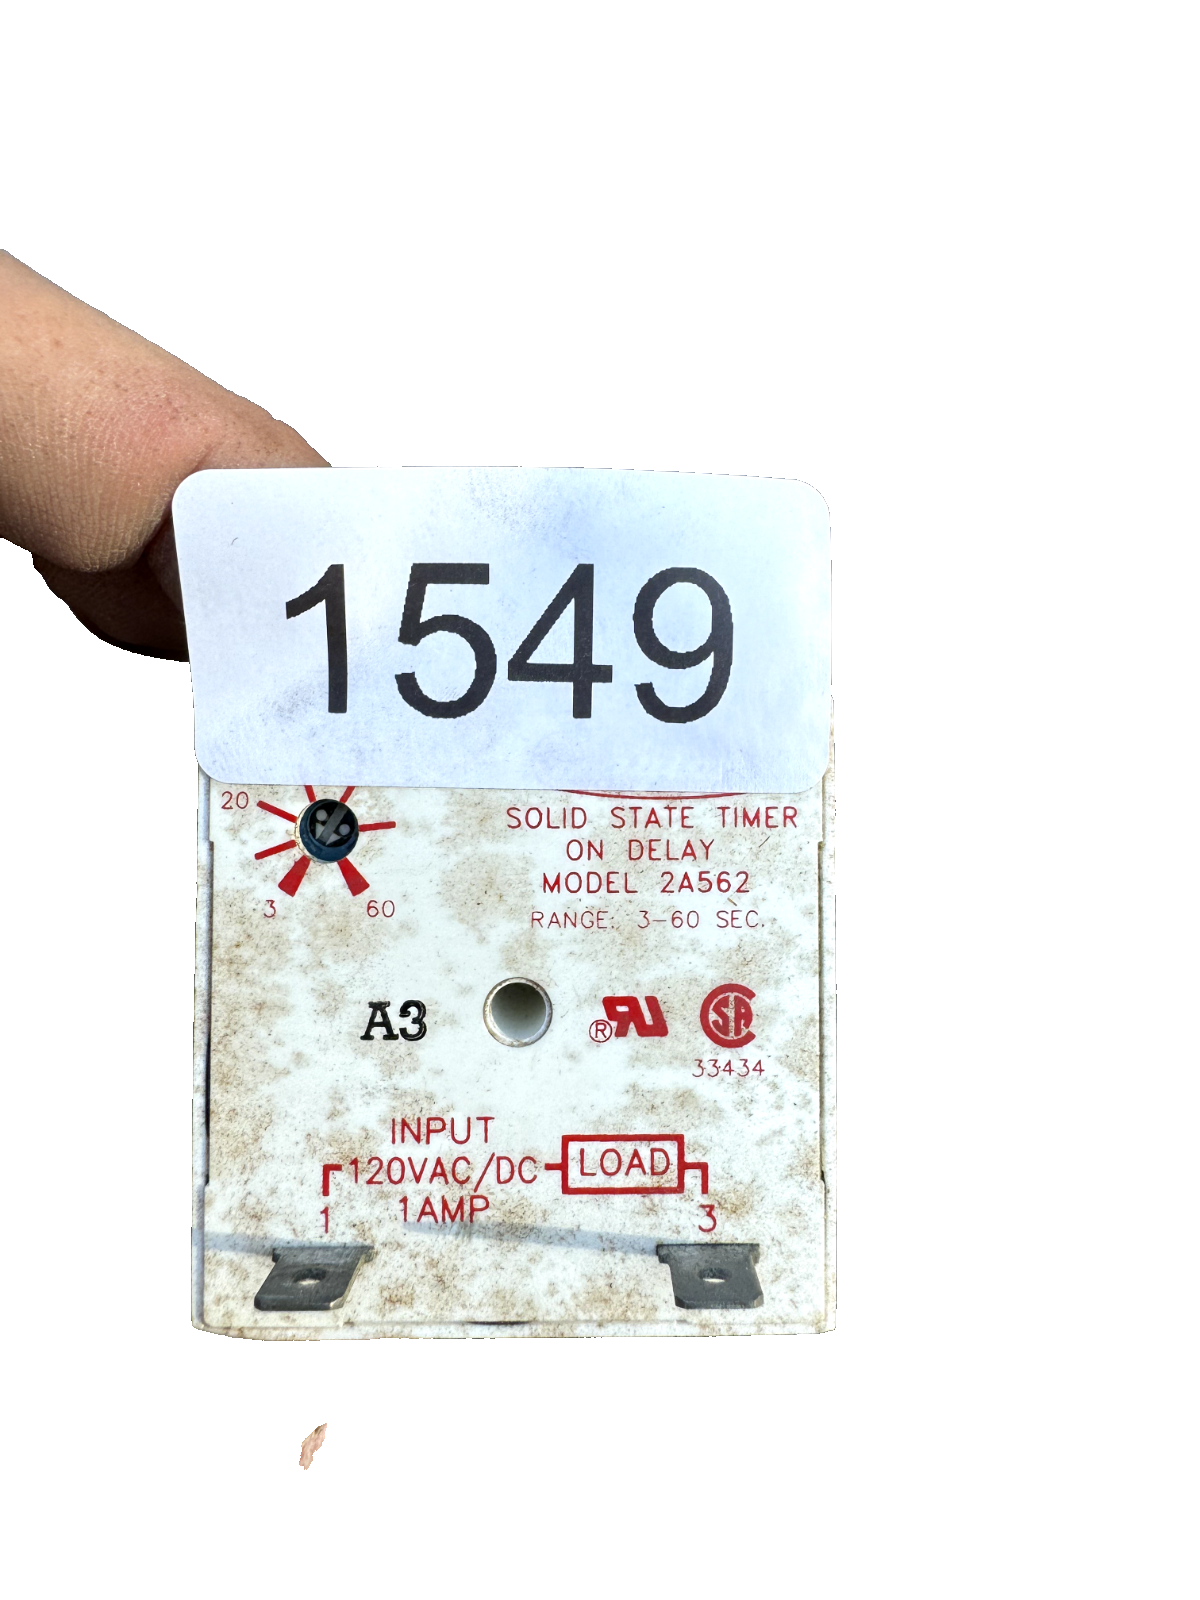 1549
20
3
60
SOLID STATE TIMER
ON DELAY
MODEL 2A562
RANGE: 3-60 SEC.
A3
®
33434
INPUT
120VAC/DC
1AMP
LOAD
1
3